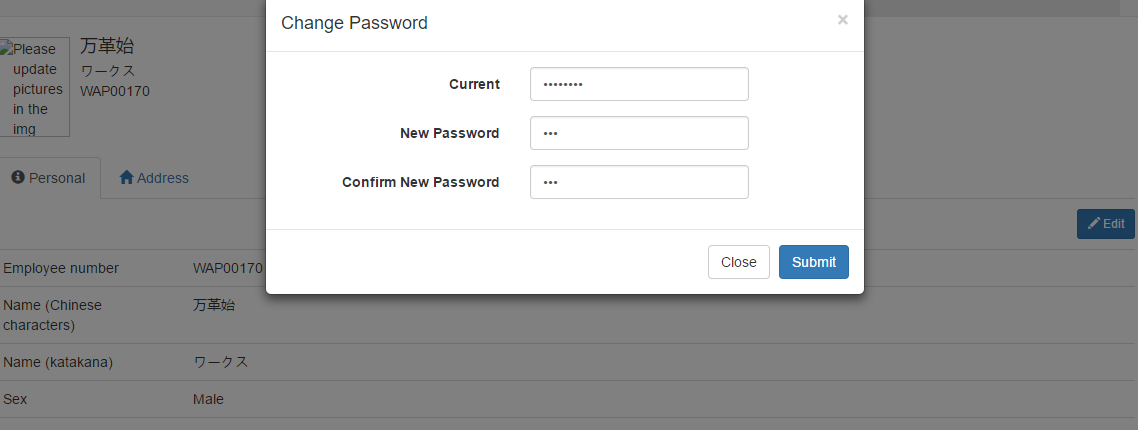 Change Password
×
Current
••••••••
New Password
•••
Confirm New Password
•••
Close
Submit
Please
update
pictures
in the
img
万革始
ワークス
WAP00170
Personal
Address
Edit
Employee number
WAP00170
Name (Chinese
characters)
万革始
Name (katakana)
ワークス
Sex
Male